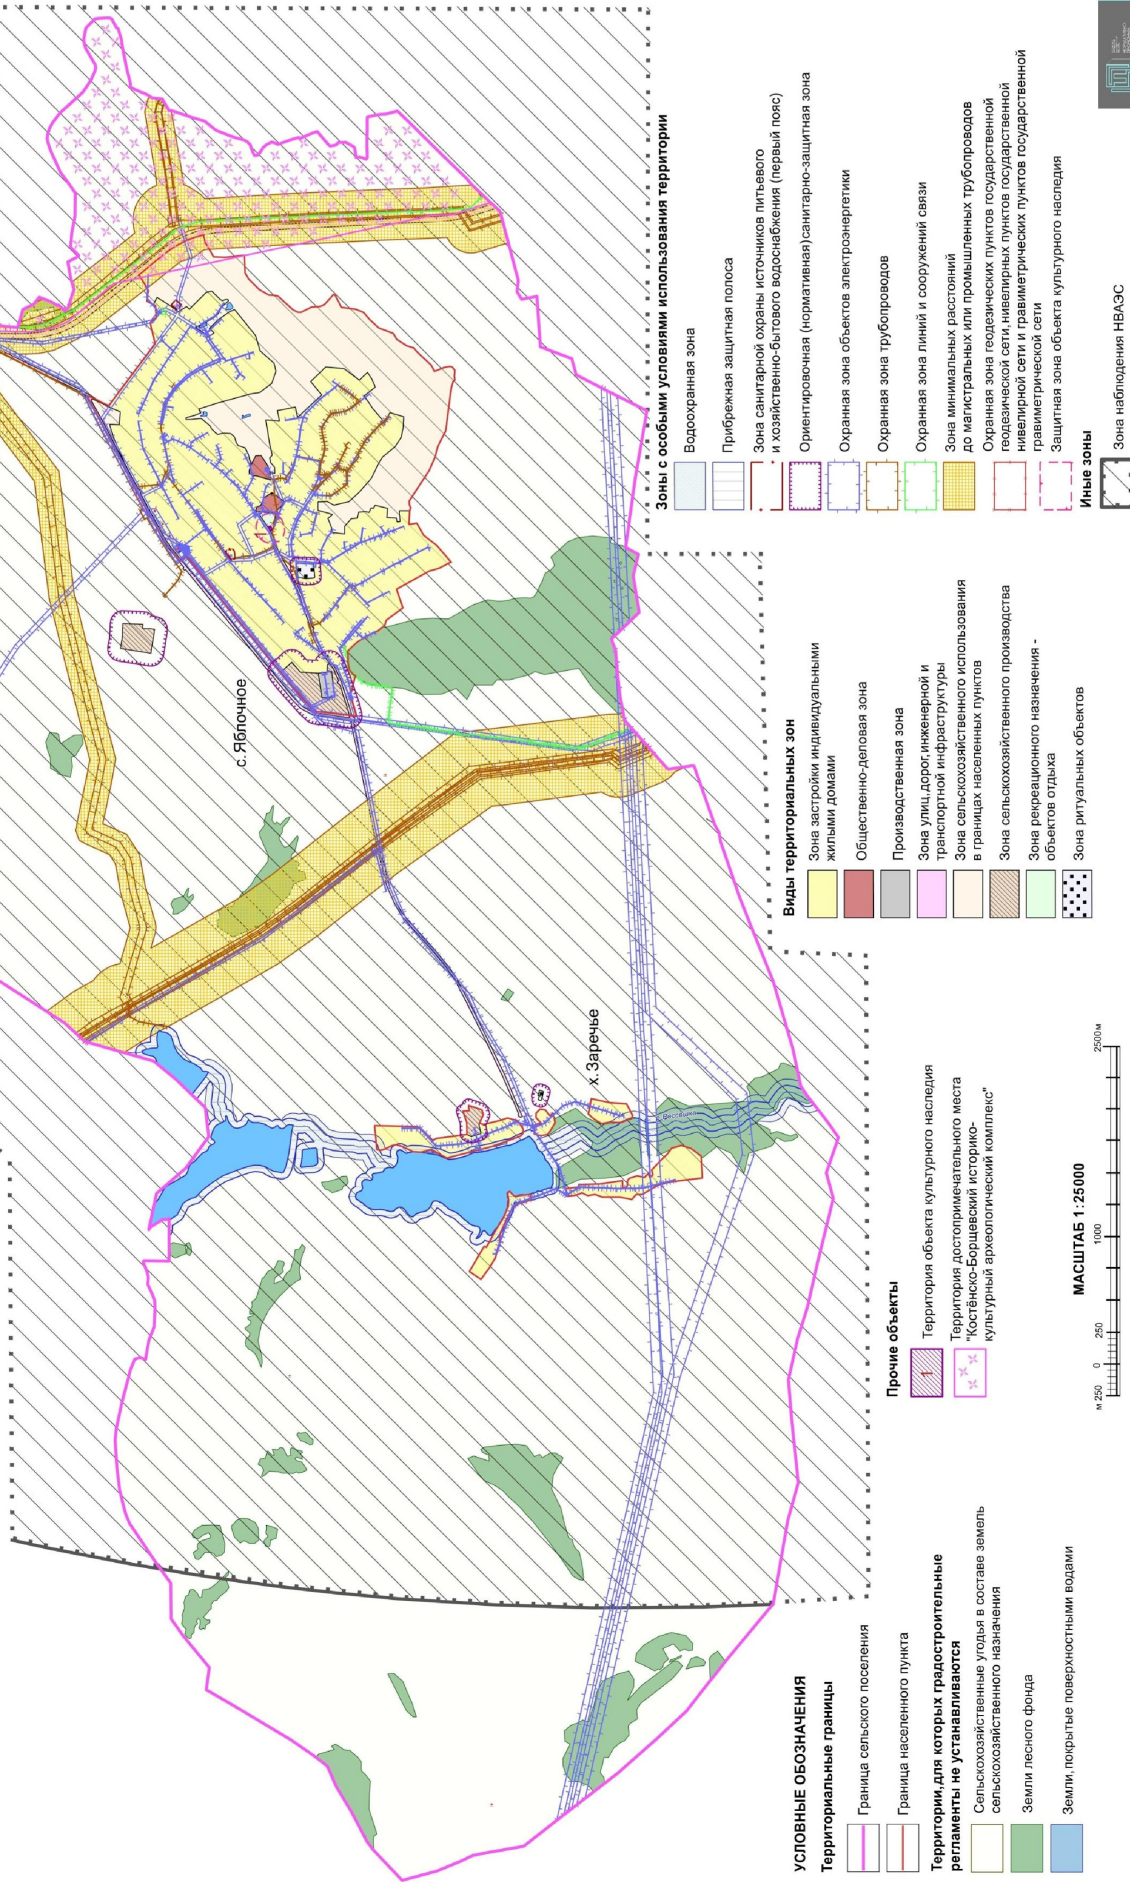 с. Яблочное
х. Заречье
УСЛОВНЫЕ ОБОЗНАЧЕНИЯ
Территориальные границы
Граница сельского поселения
Граница населенного пункта
Территории,для которых градостроительные
регламенты не устанавливаются
Сельскохозяйственные угодья в составе земель
сельскохозяйственного назначения
Земли лесного фонда
Земли,покрытые поверхностными водами
Прочие объекты
1
Территория объекта культурного наследия
Территория достопримечательного места
"Костёнско-Борщевский историко-
культурный археологический комплекс"
МАСШТАБ 1:25000
м 250 0 250 1000 2500м
Виды территориальных зон
Зона застройки индивидуальными
жилыми домами
Общественно-деловая зона
Производственная зона
Зона улиц,дорог,инженерной и
транспортной инфраструктуры
Зона сельскохозяйственного использования
в границах населенных пунктов
Зона сельскохозяйственного производства
Зона рекреационного назначения -
объектов отдыха
Зона ритуальных объектов
Зоны с особыми условиями использования территории
Водоохранная зона
Прибрежная защитная полоса
Зона санитарной охраны источников питьевого
и хозяйственно-бытового водоснабжения (первый пояс)
Ориентировочная (нормативная)санитарно-защитная зона
Охранная зона объектов электроэнергетики
Охранная зона трубопроводов
Охранная зона линий и сооружений связи
Зона минимальных расстояний
до магистральных или промышленных трубопроводов
Охранная зона геодезических пунктов государственной
геодезической сети,нивелирных пунктов государственной
нивелирной сети и гравиметрических пунктов государственной
гравиметрической сети
Защитная зона объекта культурного наследия
Иные зоны
Зона наблюдения НВАЭС